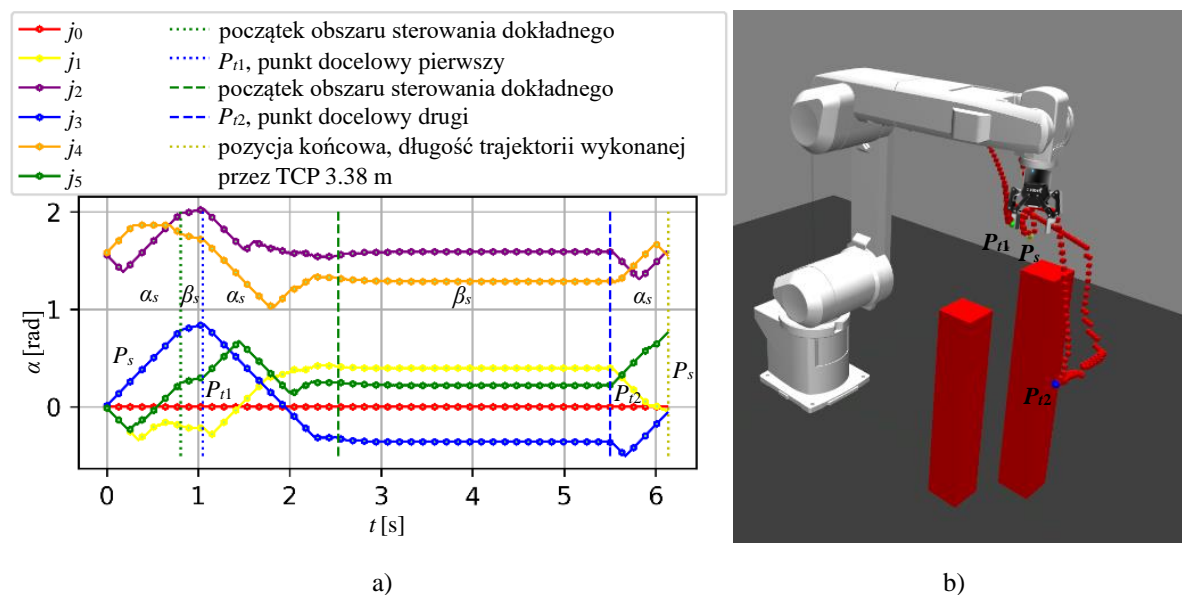 j0 początek obszaru sterowania dokładnego
j1 Pt1, punkt docelowy pierwszy
j2 początek obszaru sterowania dokładnego
j3 Pt2, punkt docelowy drugi
j4 pozycja końcowa, długość trajektorii wykonanej
j5 przez TCP 3.38 m
2
1
0
α [rad]
αs βs αs βs αs
Ps Pt1 Pt2 Ps
0 1 2 3 4 5 6
t [s]
a)
Pt1 Ps
Pt2
b)